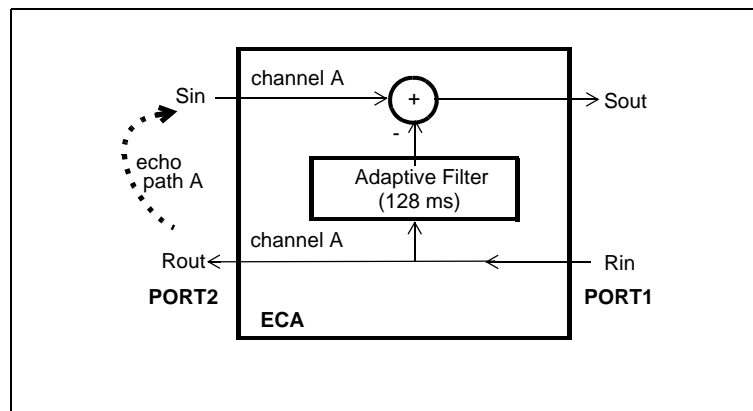 channel A
Sin
+
Sout
-
echo
path A
Adaptive Filter
(128 ms)
channel A
Rout
Rin
PORT2
PORT1
ECA